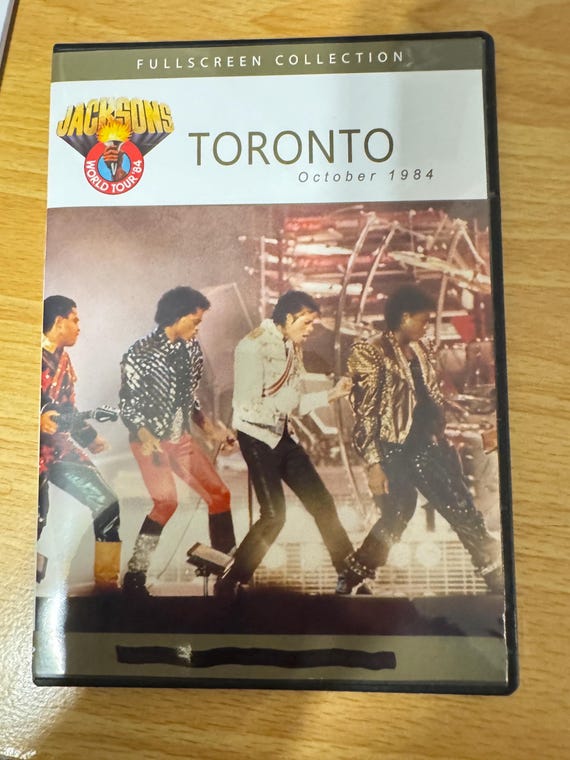 FULLSCREEN COLLECTION
JACKSONS
WORLD TOUR '84
TORONTO
October 1984